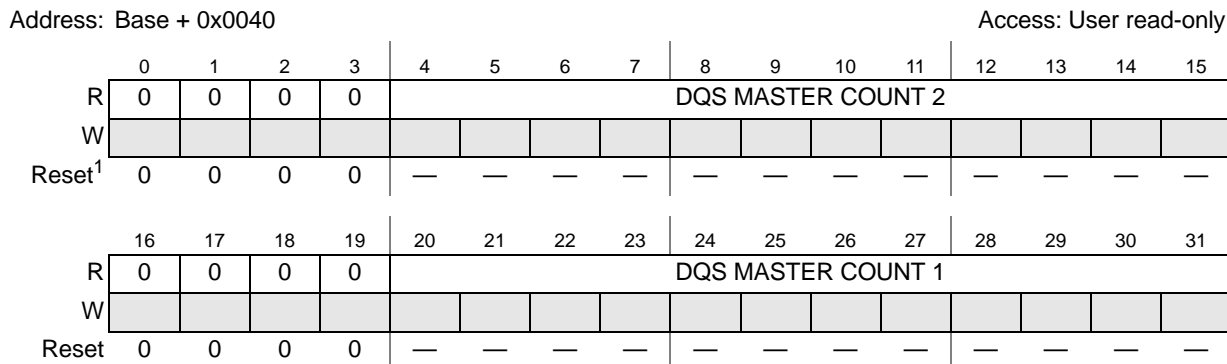 Address: Base + 0x0040 Access: User read-only
0 1 2 3 4 5 6 7 8 9 10 11 12 13 14 15
R 0 0 0 0 DQS MASTER COUNT 2
W
Reset1 0 0 0 0 — — — — — — — — — — — —
16 17 18 19 20 21 22 23 24 25 26 27 28 29 30 31
R 0 0 0 0 DQS MASTER COUNT 1
W
Reset 0 0 0 0 — — — — — — — — — — — —